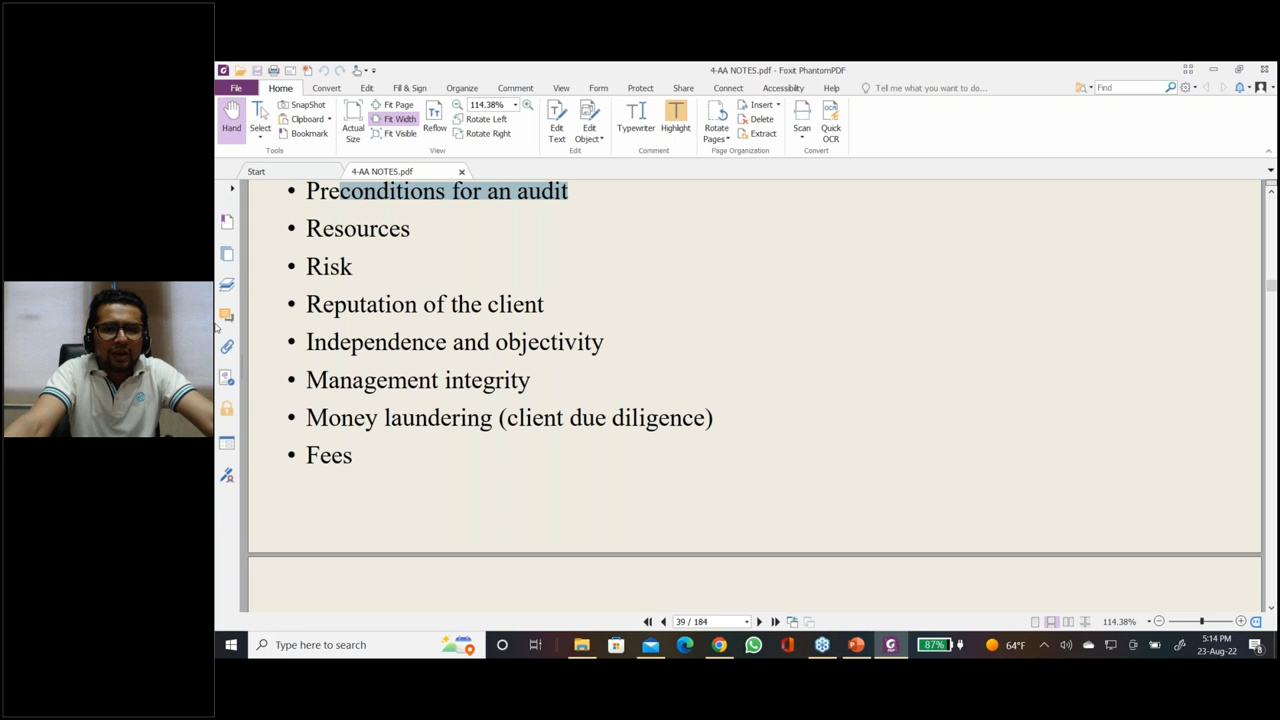 4-AA NOTES.pdf - Foxit PhantomPDF
File Home Convert Edit Fill & Sign Organize Comment View Form Protect Share Connect Accessibility Help Tell me what you want to do... Find
Hand
Select
SnapShot
Clipboard
Bookmark
Tools
Actual Size
Fit Page
Fit Width
Fit Visible
Reflow
114.38%
Rotate Left
Rotate Right
View
Edit Text
Edit Object
Edit
Typewriter
Highlight
Comment
Rotate Pages
Insert
Delete
Extract
Page Organization
Scan
Quick OCR
Convert
Start
4-AA NOTES.pdf
• Preconditions for an audit
• Resources
• Risk
• Reputation of the client
• Independence and objectivity
• Management integrity
• Money laundering (client due diligence)
• Fees
39 / 184
114.38%
Type here to search
87%
64°F
5:14 PM
23-Aug-22
8